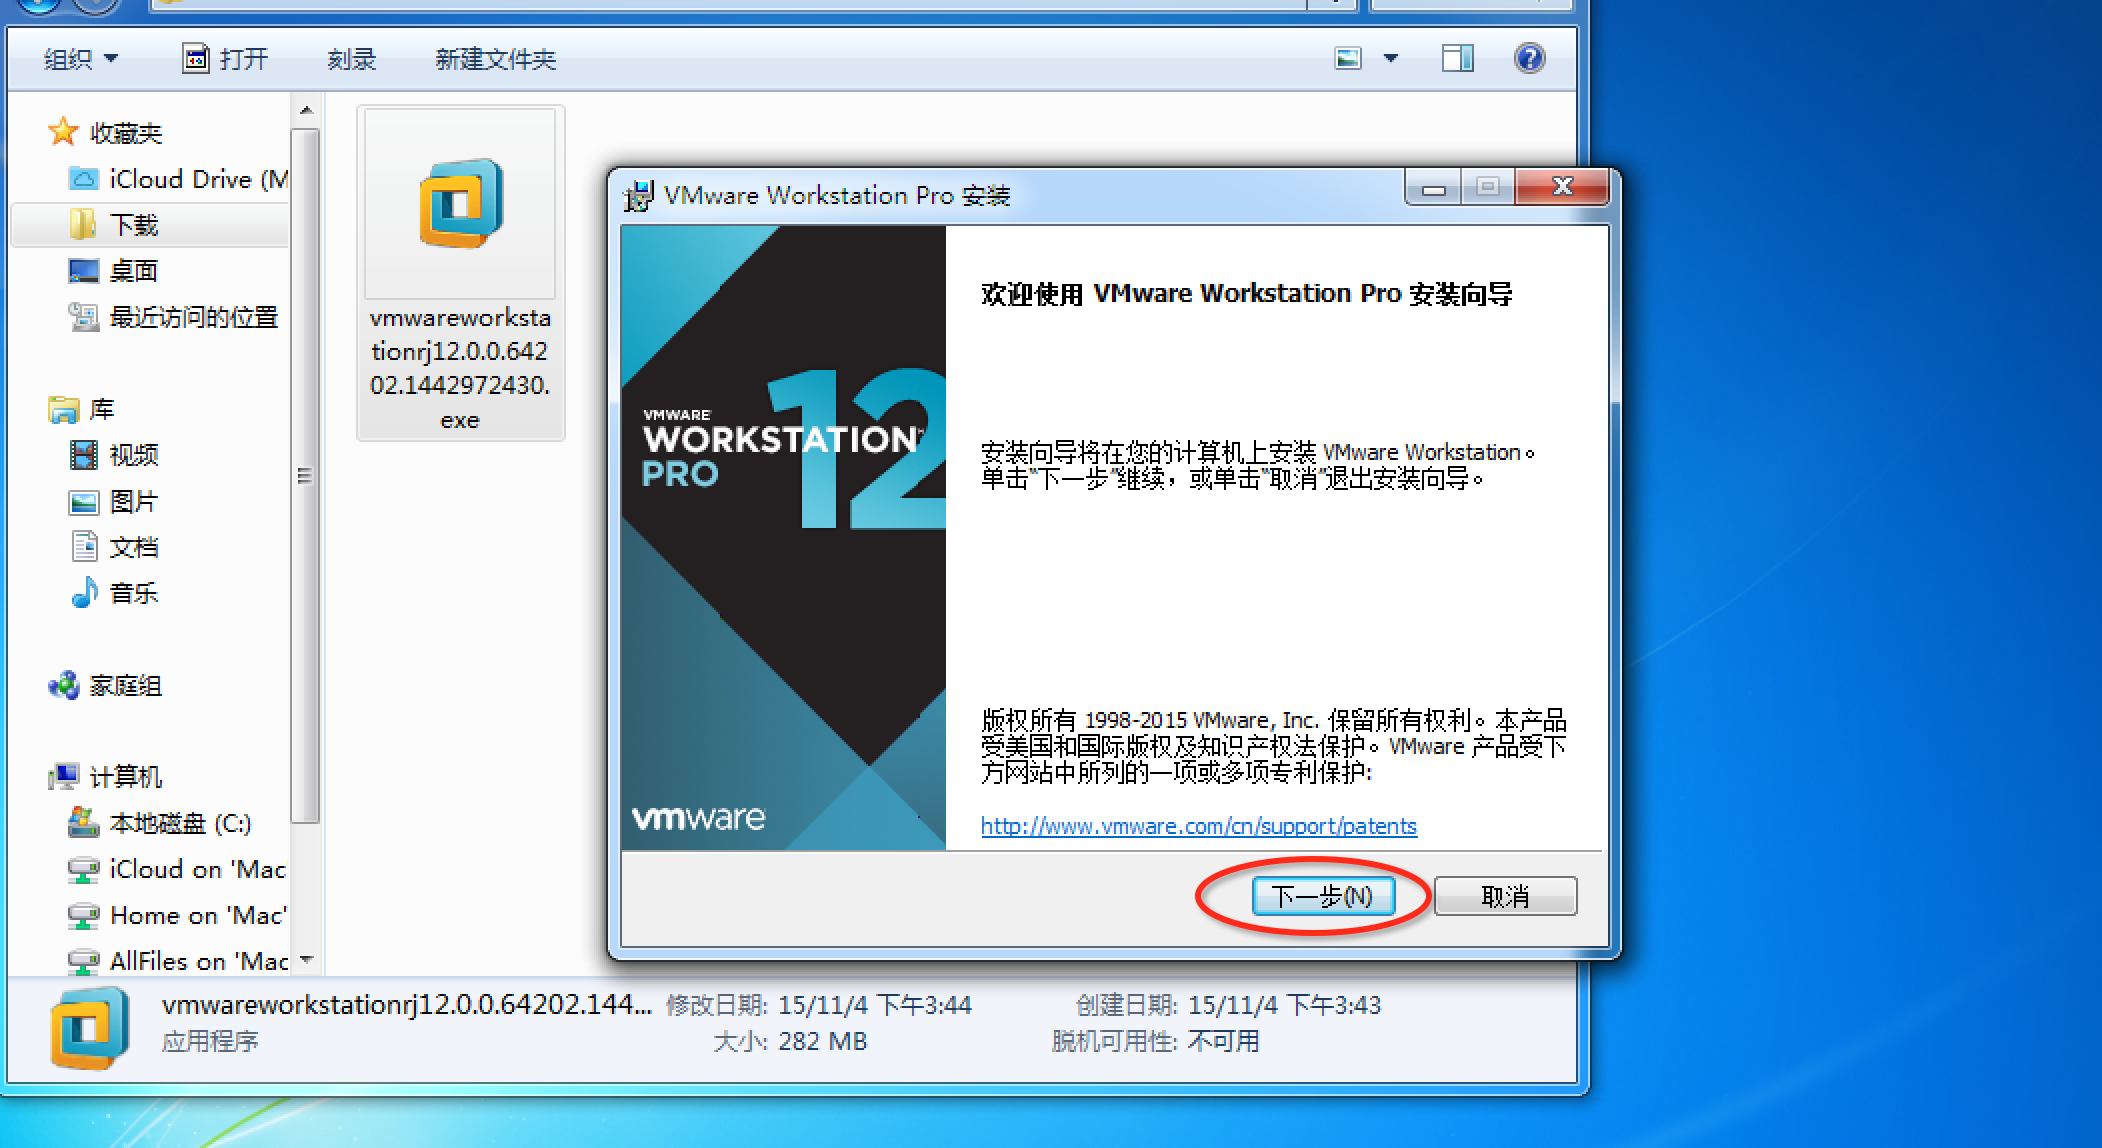 组织 打开 刻录 新建文件夹
收藏夹
iCloud Drive (M
下载
桌面
最近访问的位置
库
视频
图片
文档
音乐
家庭组
计算机
本地磁盘 (C:)
iCloud on 'Mac
Home on 'Mac'
AllFiles on 'Mac
vmwareworksta
tionrj12.0.0.642
02.1442972430.
exe
VMware Workstation Pro 安装
VMWARE
WORKSTATION™
PRO
12
vmware
欢迎使用 VMware Workstation Pro 安装向导
安装向导将在您的计算机上安装 VMware Workstation。
单击“下一步”继续，或单击“取消”退出安装向导。
版权所有 1998-2015 VMware, Inc. 保留所有权利。本产品
受美国和国际版权及知识产权法保护。VMware 产品受下
方网站中所列的一项或多项专利保护:
http://www.vmware.com/cn/support/patents
下一步(N) 取消
vmwareworkstationrj12.0.0.64202.144... 修改日期: 15/11/4 下午3:44 创建日期: 15/11/4 下午3:43
应用程序 大小: 282 MB 脱机可用性: 不可用